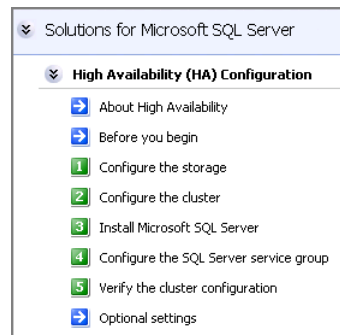 Solutions for Microsoft SQL Server
High Availability (HA) Configuration
About High Availability
Before you begin
1 Configure the storage
2 Configure the cluster
3 Install Microsoft SQL Server
4 Configure the SQL Server service group
5 Verify the cluster configuration
Optional settings